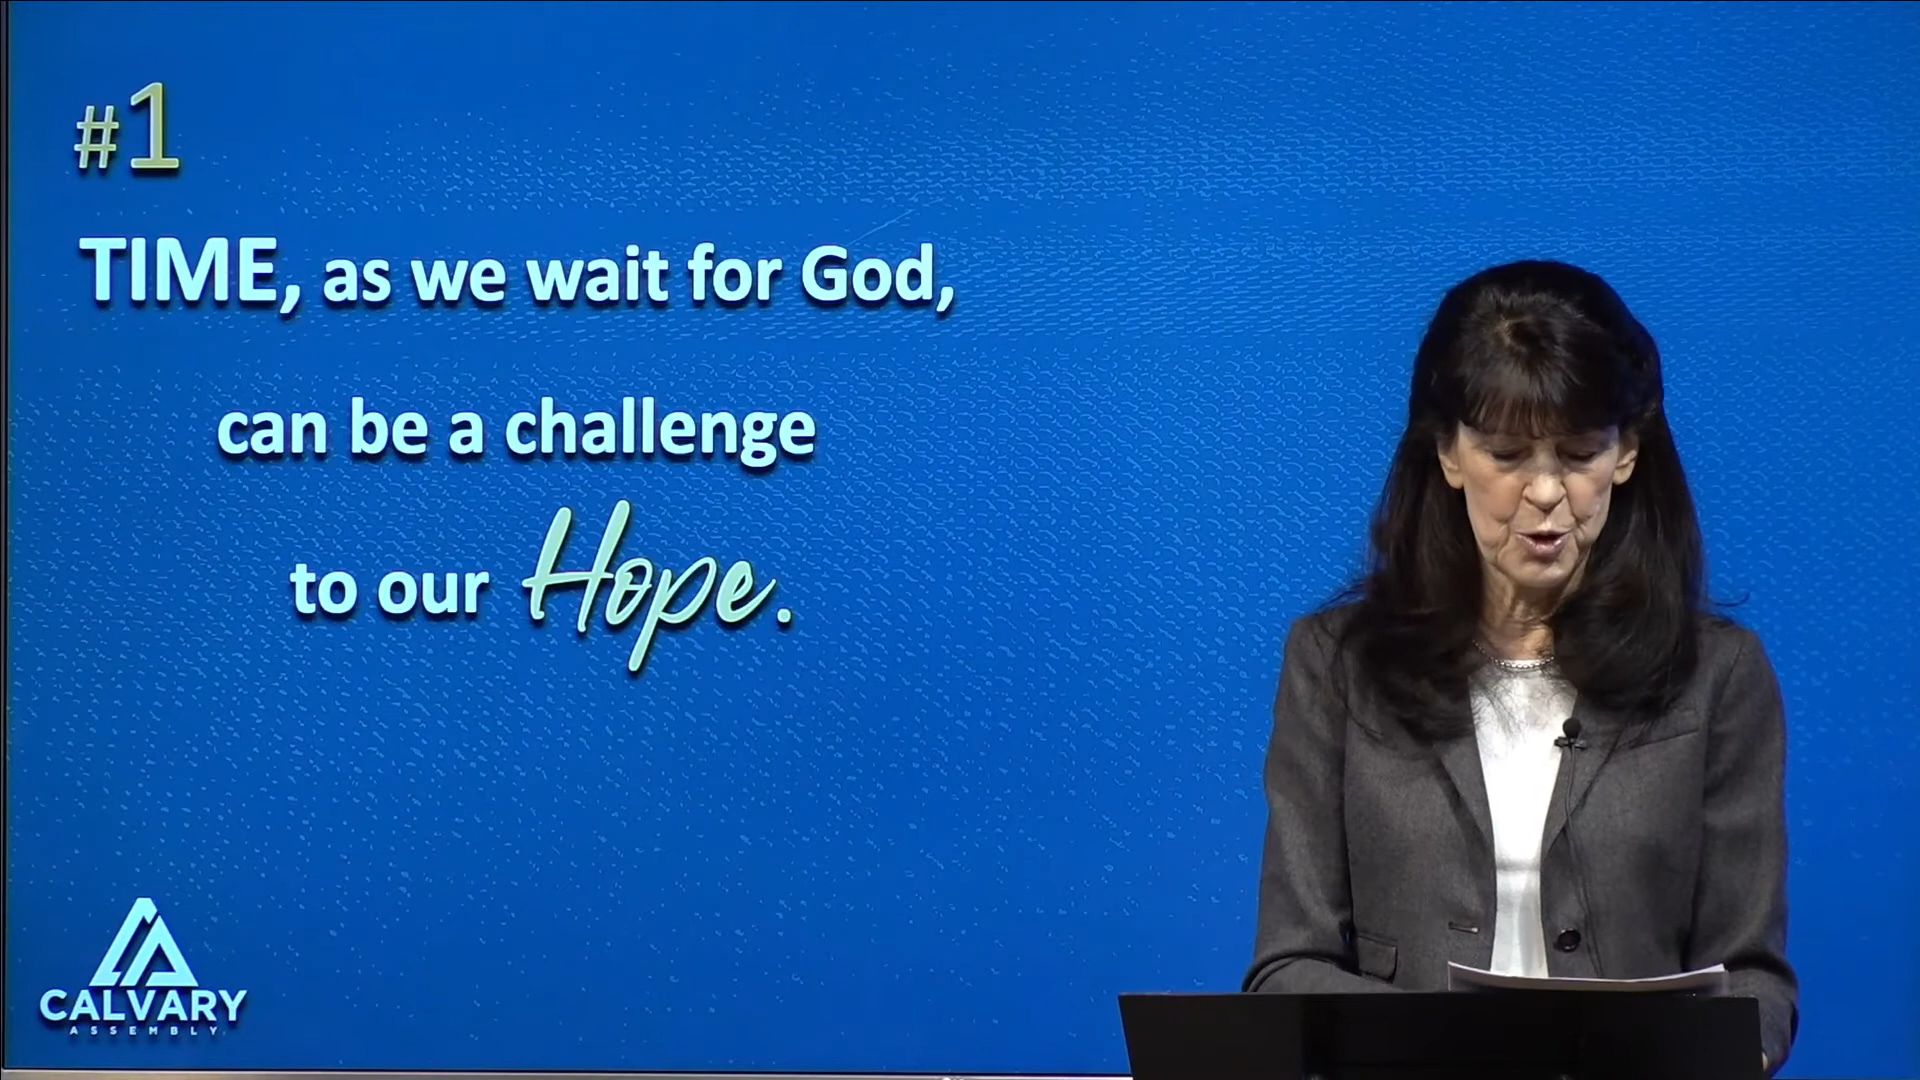 #1
TIME, as we wait for God,
can be a challenge
to our Hope.
CALVARY
ASSEMBLY